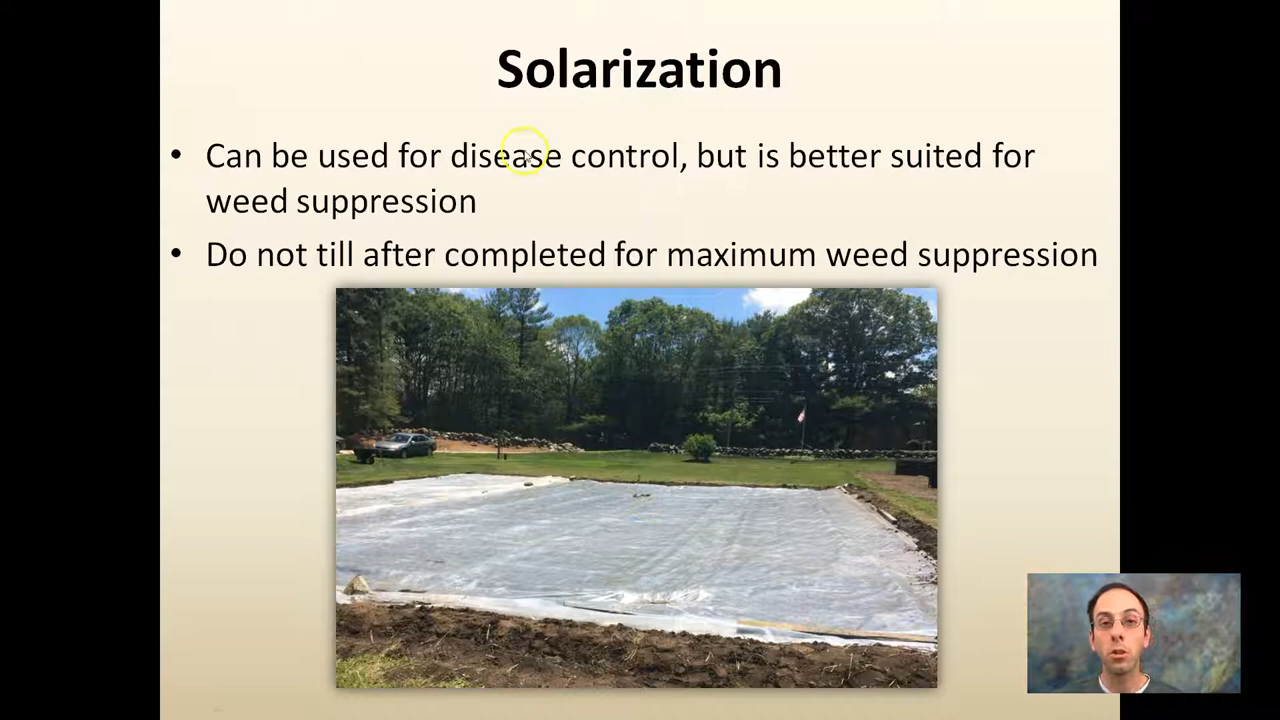 Solarization
• Can be used for disease control, but is better suited for
weed suppression
• Do not till after completed for maximum weed suppression